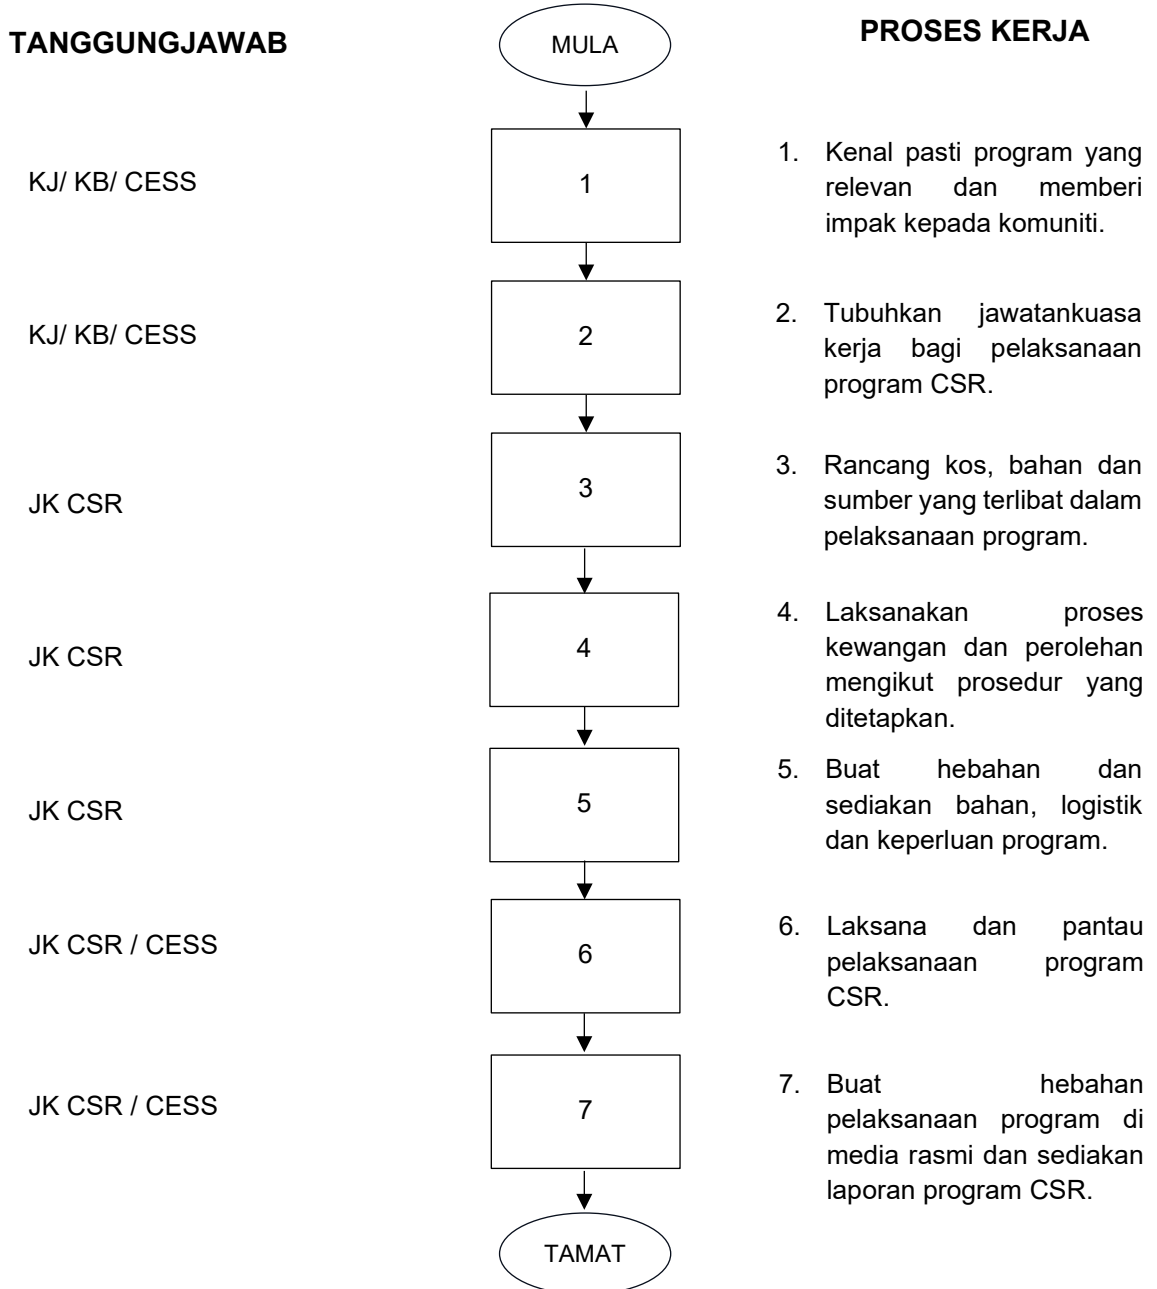 TANGGUNGJAWAB
MULA
PROSES KERJA
KJ/ KB/ CESS
1
1. Kenal pasti program yang
relevan dan memberi
impak kepada komuniti.
KJ/ KB/ CESS
2
2. Tubuhkan jawatankuasa
kerja bagi pelaksanaan
program CSR.
JK CSR
3
3. Rancang kos, bahan dan
sumber yang terlibat dalam
pelaksanaan program.
JK CSR
4
4. Laksanakan proses
kewangan dan perolehan
mengikut prosedur yang
ditetapkan.
JK CSR
5
5. Buat hebahan dan
sediakan bahan, logistik
dan keperluan program.
JK CSR / CESS
6
6. Laksana dan pantau
pelaksanaan program
CSR.
JK CSR / CESS
7
7. Buat hebahan
pelaksanaan program di
media rasmi dan sediakan
laporan program CSR.
TAMAT